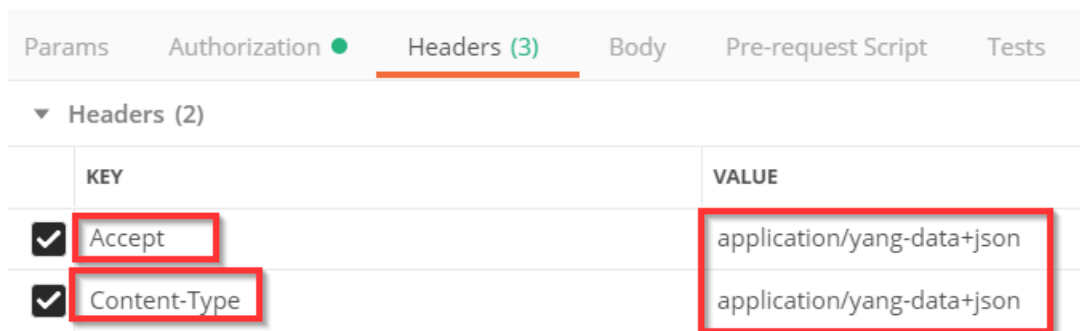 Params Authorization Headers (3) Body Pre-request Script Tests
Headers (2)
KEY VALUE
Accept application/yang-data+json
Content-Type application/yang-data+json